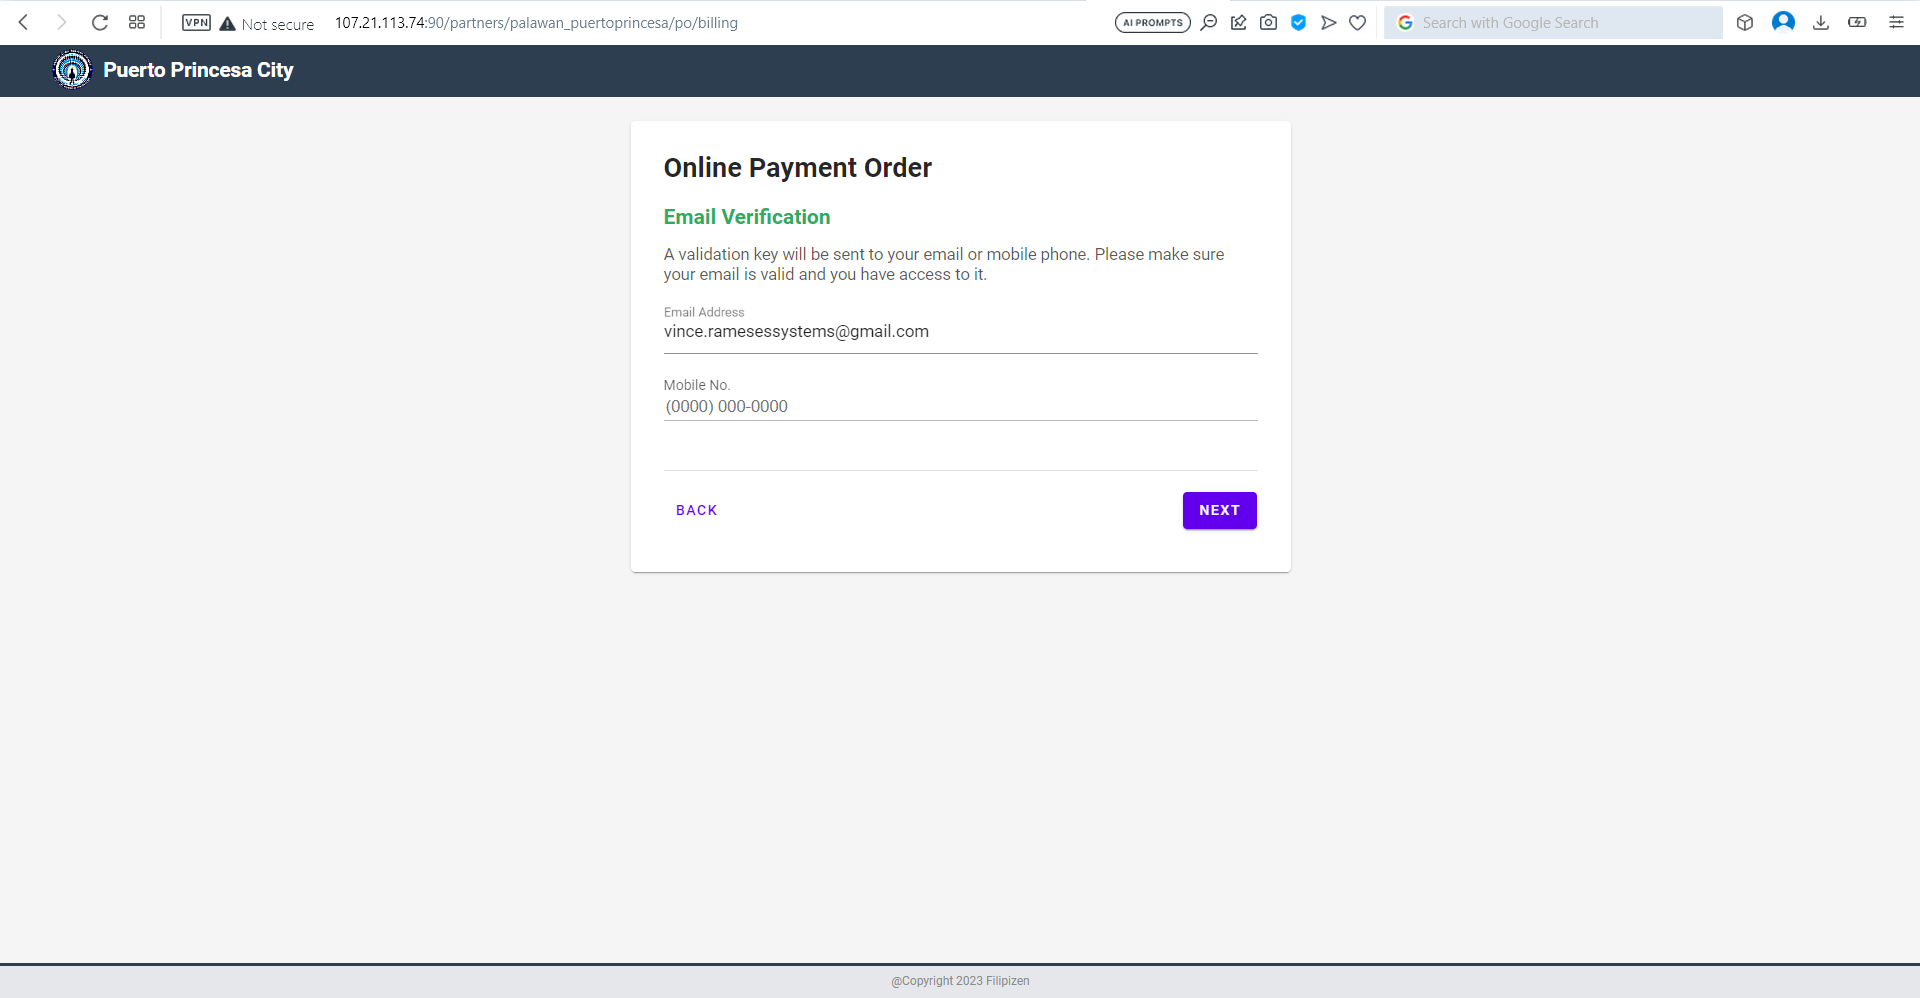 VPN Not secure 107.21.113.74:90/partners/palawan_puertoprincesa/po/billing AI PROMPTS Search with Google Search
Puerto Princesa City
Online Payment Order
Email Verification
A validation key will be sent to your email or mobile phone. Please make sure
your email is valid and you have access to it.
Email Address
vince.ramesessystems@gmail.com
Mobile No.
(0000) 000-0000
BACK NEXT
@Copyright 2023 Filipizen